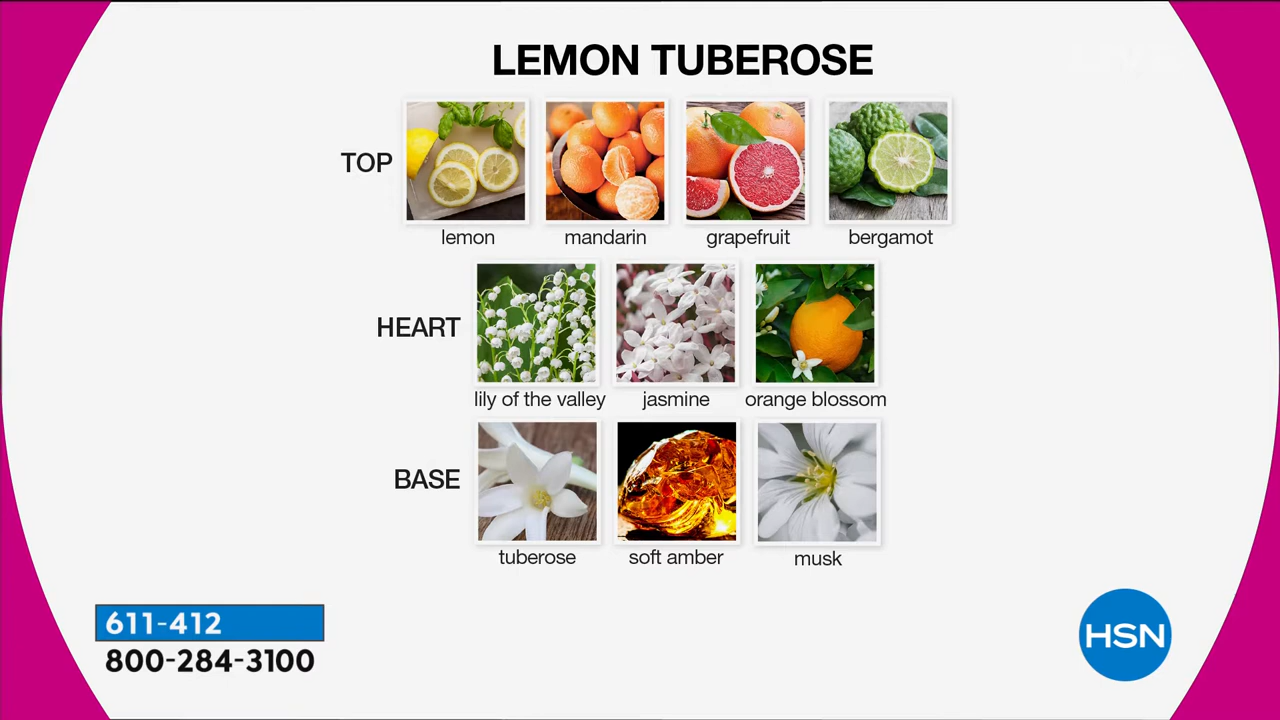 LEMON TUBEROSE
TOP
lemon
mandarin
grapefruit
bergamot
HEART
lily of the valley
jasmine
orange blossom
BASE
tuberose
soft amber
musk
611-412
800-284-3100
HSN